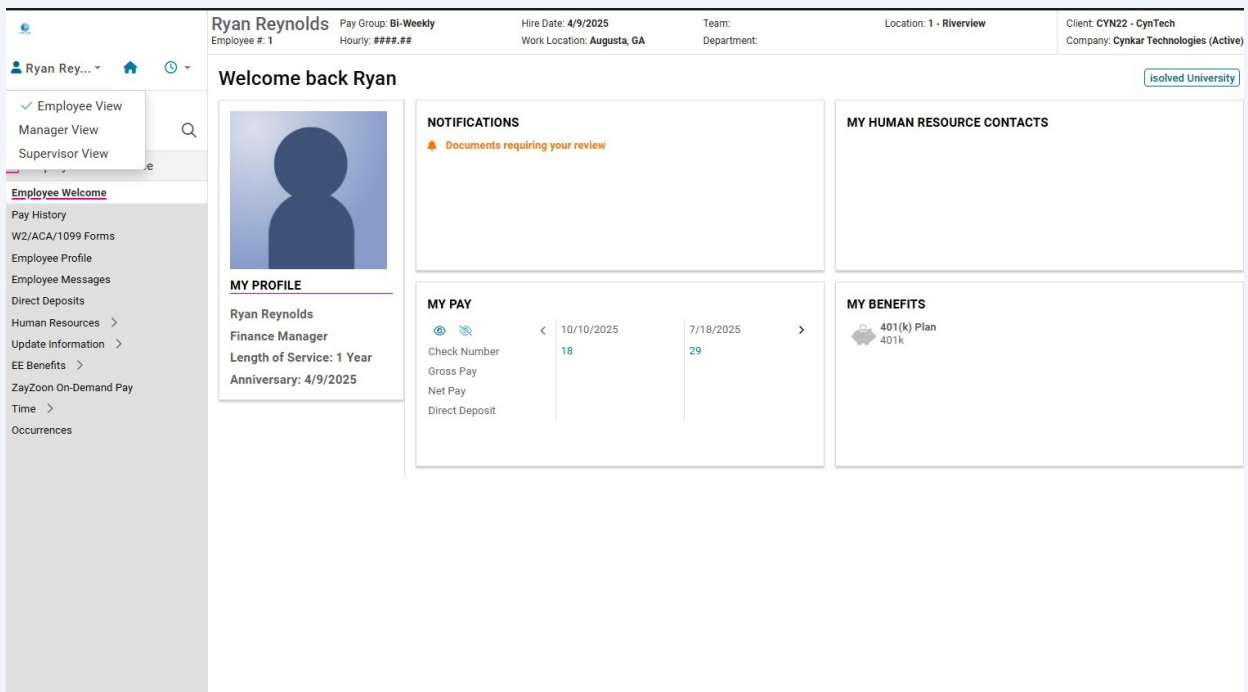 Ryan Reynolds
Employee #: 1
Pay Group: Bi-Weekly
Hourly: ####.##
Hire Date: 4/9/2025
Work Location: Augusta, GA
Team:
Department:
Location: 1 - Riverview
Client: CYN22 - CynTech
Company: Cynkar Technologies (Active)
Ryan Rey...
Employee View
Manager View
Supervisor View
Employee Welcome
Pay History
W2/ACA/1099 Forms
Employee Profile
Employee Messages
Direct Deposits
Human Resources
Update Information
EE Benefits
ZayZoon On-Demand Pay
Time
Occurrences
Welcome back Ryan
isolved University
MY PROFILE
Ryan Reynolds
Finance Manager
Length of Service: 1 Year
Anniversary: 4/9/2025
NOTIFICATIONS
Documents requiring your review
MY HUMAN RESOURCE CONTACTS
MY PAY
10/10/2025 7/18/2025
Check Number 18 29
Gross Pay
Net Pay
Direct Deposit
MY BENEFITS
401(k) Plan
401k